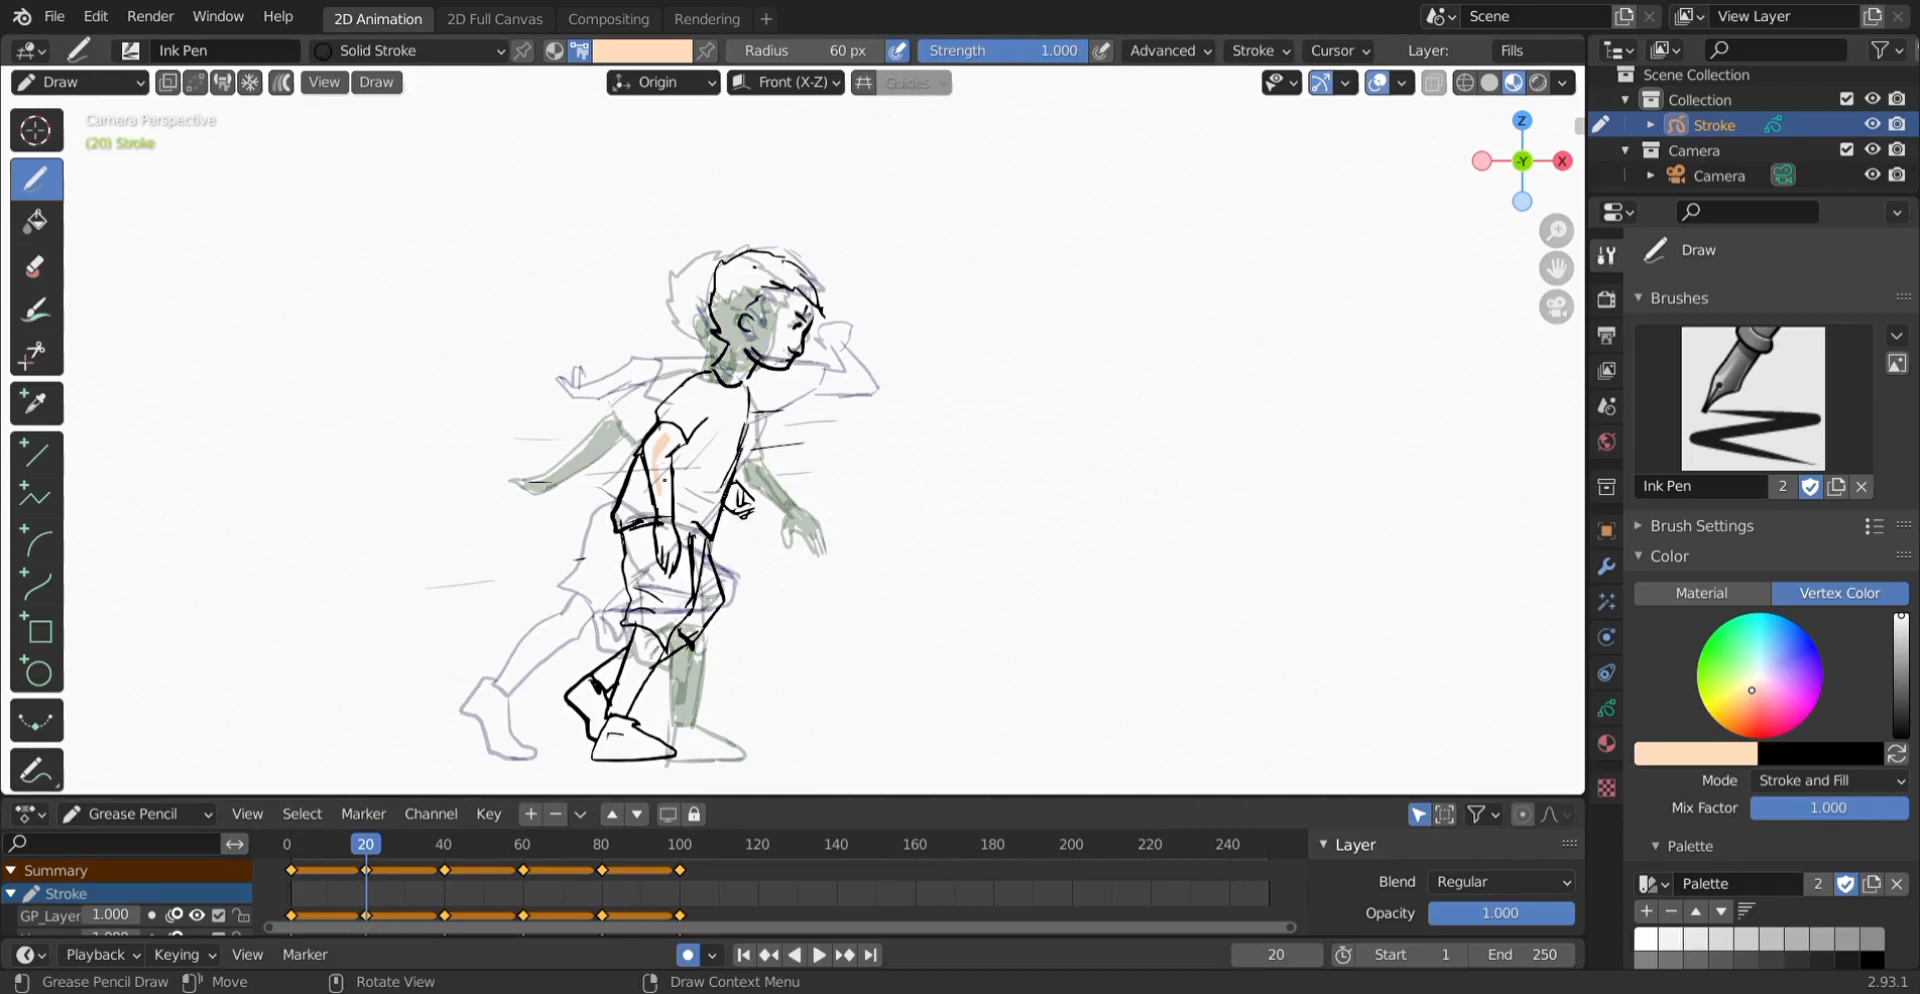 File Edit Render Window Help 2D Animation 2D Full Canvas Compositing Rendering + Scene View Layer
Ink Pen Solid Stroke Radius 60 px Strength 1.000 Advanced Stroke Cursor Layer: Fills
Draw View Draw Origin Front (X-Z) Guides
Camera Perspective
(20) Stroke
Z
-Y X
Scene Collection
Collection
Stroke
Camera
Camera
Draw
Brushes
Ink Pen 2
Brush Settings
Color
Material Vertex Color
Mode Stroke and Fill
Mix Factor 1.000
Palette
Palette 2
Grease Pencil View Select Marker Channel Key
0 20 40 60 80 100 120 140 160 180 200 220 240
Summary
Stroke
GP_Layer 1.000
Layer
Blend Regular
Opacity 1.000
Playback Keying View Marker 20 Start 1 End 250
Grease Pencil Draw Move Rotate View Draw Context Menu 2.93.1